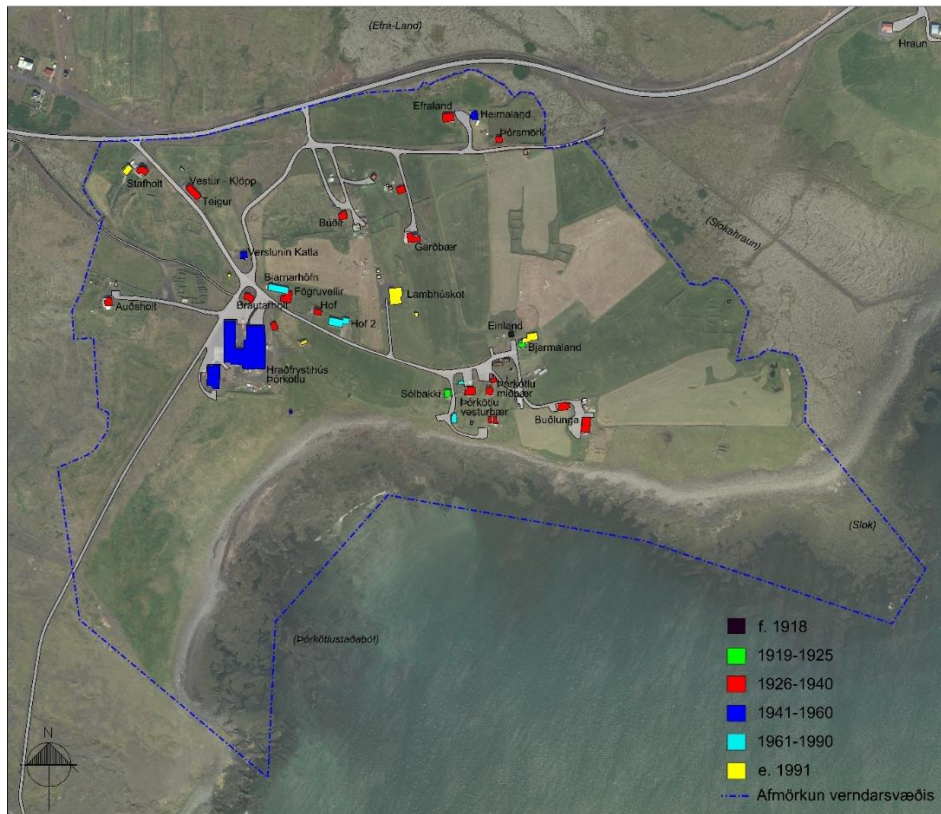 (Efra-Land)
Hraun
Efraland
Heimaland
Þórsmörk
Stafholt
Vestur - Klöpp
Teigur
Búðir
Garðbær
(Slokahraun)
Verslunin Katla
Bjarnarhöfn
Fögruvellir
Lambhúskot
Auðsholt
Brautarholt
Hof
Hof 2
Einland
Bjarmaland
Hraðfrystihús
Þórkötlu
Sólbakki
Þórkötlu
miðbær
Þórkötlu
vesturbær
Buðlunga
(Slok)
(Þórkötlustaðabót)
N
f. 1918
1919-1925
1926-1940
1941-1960
1961-1990
e. 1991
Afmörkun verndarsvæðis